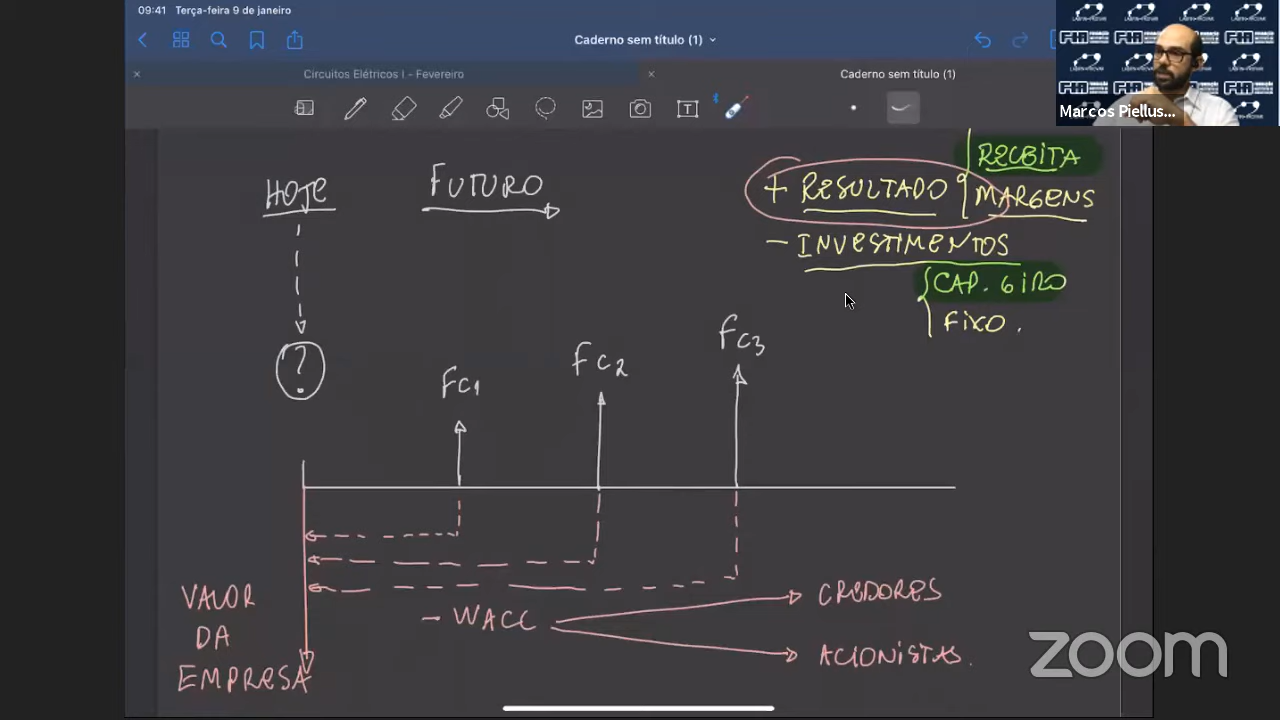 09:41 Terça-feira 9 de janeiro
Caderno sem título (1)
Circuitos Elétricos I - Fevereiro
Caderno sem título (1)
T
FIA
Marcos Piellus...
HOJE
FUTURO
+ RESULTADO
RECEITA
MARGENS
- INVESTIMENTOS
CAP. GIRO
FIXO.
?
FC1
FC2
FC3
VALOR
DA
EMPRESA
- WACC
CREDORES
ACIONISTAS.
zoom